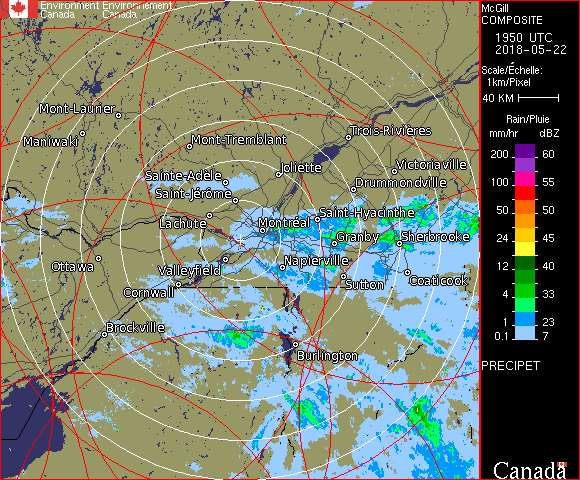 Environment Environnement
Canada Canada
McGill
COMPOSITE
1950 UTC
2018-05-22
Scale/Échelle:
1km/Pixel
40 KM
Rain/Pluie
mm/hr dBZ
200 60
100 55
50 50
24 45
12 40
4 33
1 23
0.1 7
PRECIPET
Canada
Mont-Laurier
Maniwaki
Mont-Tremblant
Trois-Rivières
Sainte-Adèle
Joliette
Victoriaville
Saint-Jérôme
Drummondville
Lachute
Montréal
Saint-Hyacinthe
Granby
Sherbrooke
Ottawa
Valleyfield
Napierville
Cornwall
Sutton
Coaticook
Brockville
Burlington